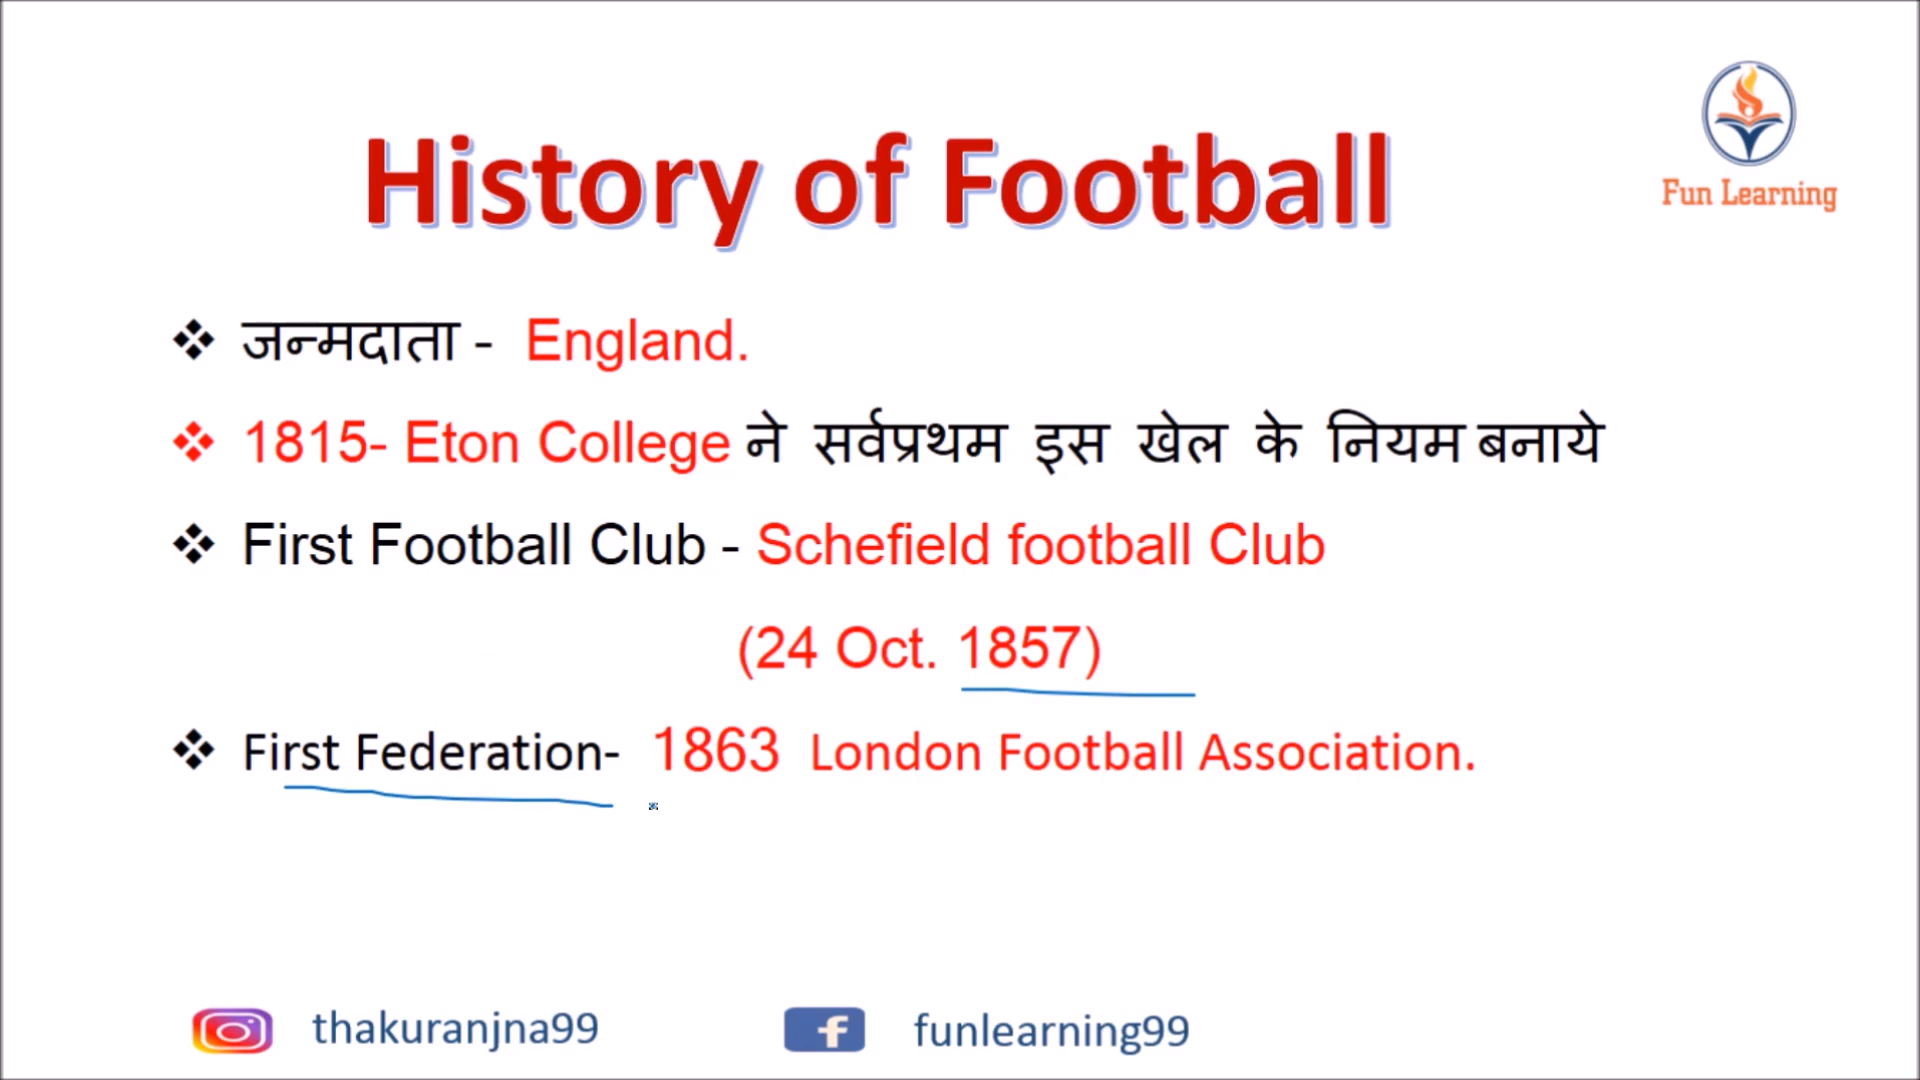 History of Football
Fun Learning
❖ जन्मदाता - England.
❖ 1815- Eton College ने सर्वप्रथम इस खेल के नियम बनाये
❖ First Football Club - Schefield football Club
(24 Oct. 1857)
❖ First Federation- 1863 London Football Association.
thakuranjna99
funlearning99